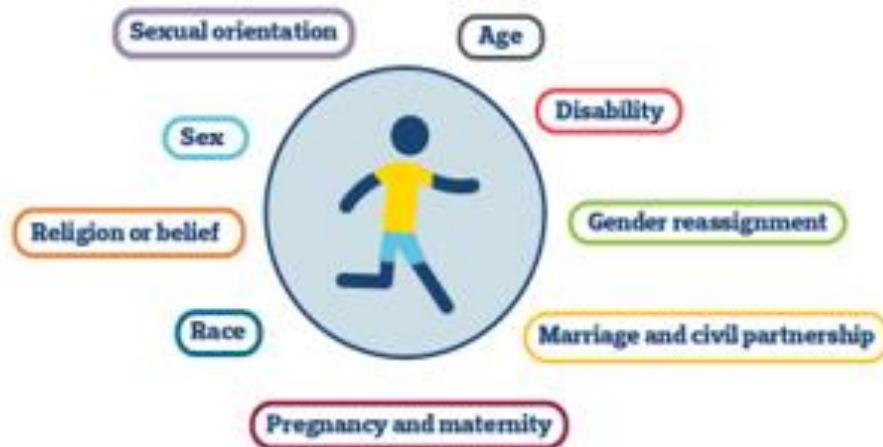 Sexual orientation
Age
Disability
Sex
Gender reassignment
Religion or belief
Race
Marriage and civil partnership
Pregnancy and maternity